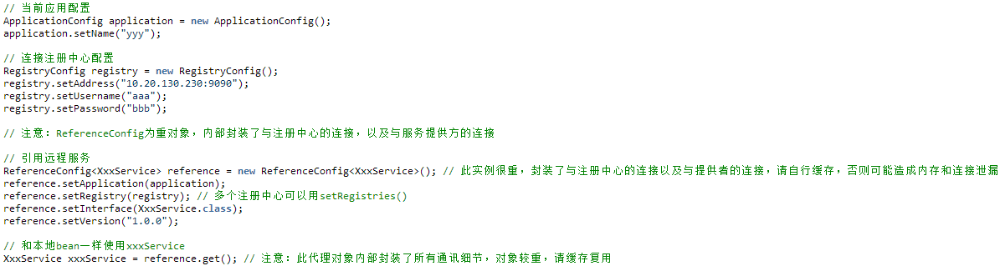 // 当前应用配置
ApplicationConfig application = new ApplicationConfig();
application.setName("yyy");
// 连接注册中心配置
RegistryConfig registry = new RegistryConfig();
registry.setAddress("10.20.130.230:9090");
registry.setUsername("aaa");
registry.setPassword("bbb");
// 注意：ReferenceConfig为重对象，内部封装了与注册中心的连接，以及与服务提供方的连接
// 引用远程服务
ReferenceConfig<XxxService> reference = new ReferenceConfig<XxxService>(); // 此实例很重，封装了与注册中心的连接以及与提供者的连接，请自行缓存，否则可能造成内存和连接泄漏
reference.setApplication(application);
reference.setRegistry(registry); // 多个注册中心可以用setRegistries()
reference.setInterface(XxxService.class);
reference.setVersion("1.0.0");
// 和本地bean一样使用xxxService
XxxService xxxService = reference.get(); // 注意：此代理对象内部封装了所有通讯细节，对象较重，请缓存复用